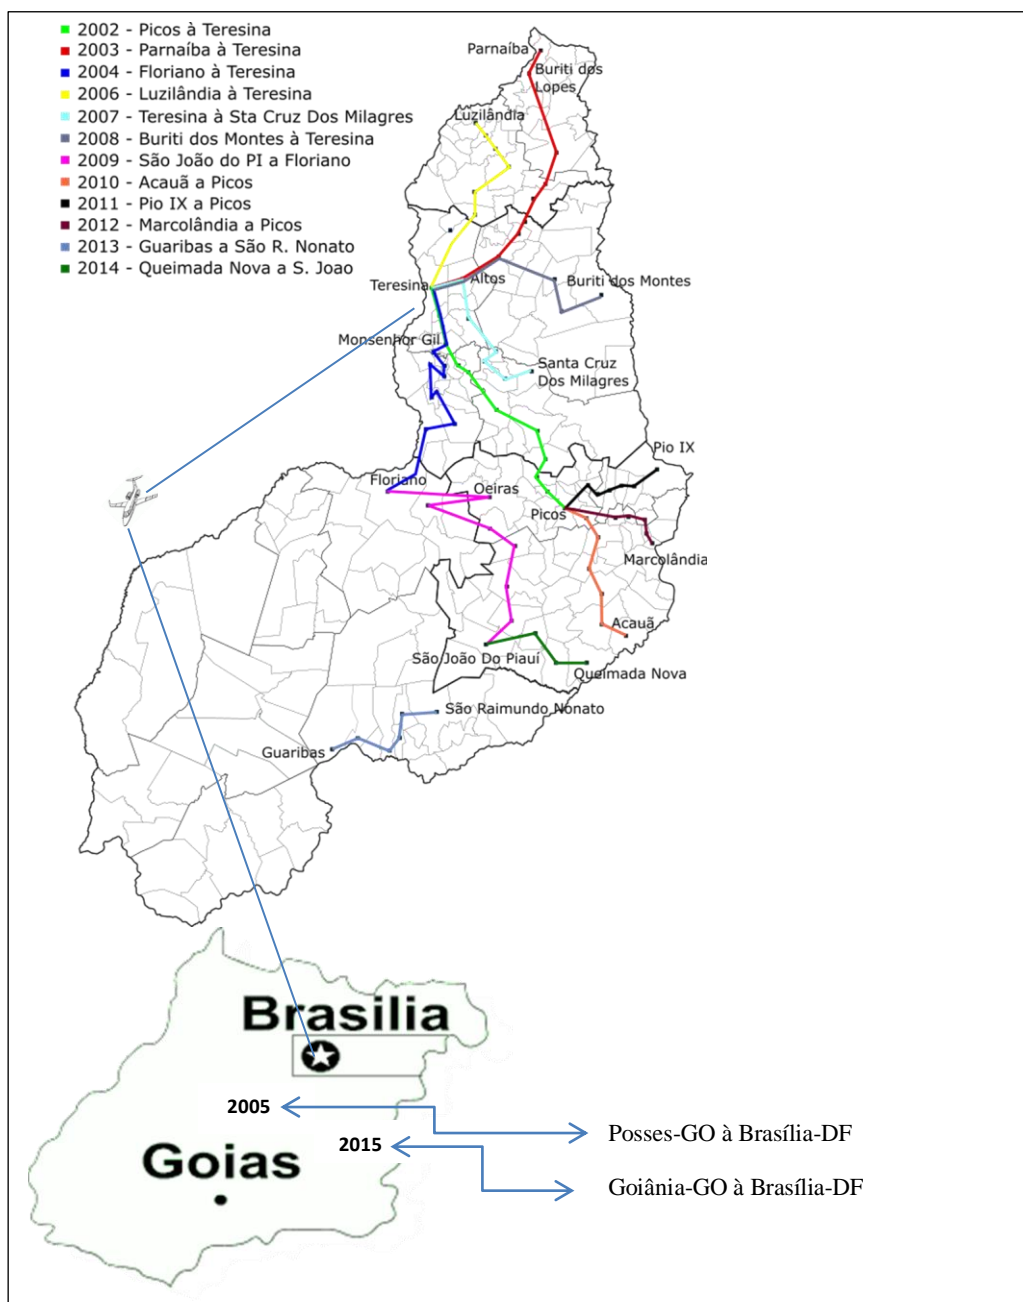 2002 - Picos à Teresina
2003 - Parnaíba à Teresina
2004 - Floriano à Teresina
2006 - Luzilândia à Teresina
2007 - Teresina à Sta Cruz Dos Milagres
2008 - Buriti dos Montes à Teresina
2009 - São João do PI a Floriano
2010 - Acauã a Picos
2011 - Pio IX a Picos
2012 - Marcolândia a Picos
2013 - Guaribas a São R. Nonato
2014 - Queimada Nova a S. Joao
Parnaíba
Buriti dos
Lopes
Luzilândia
Teresina
Altos
Buriti dos Montes
Monsenhor Gil
Santa Cruz
Dos Milagres
Pio IX
Floriano
Oeiras
Picos
Marcolândia
Acauã
São João Do Piauí
Queimada Nova
São Raimundo Nonato
Guaribas
Brasilia
2005
Posses-GO à Brasília-DF
2015
Goias
Goiânia-GO à Brasília-DF